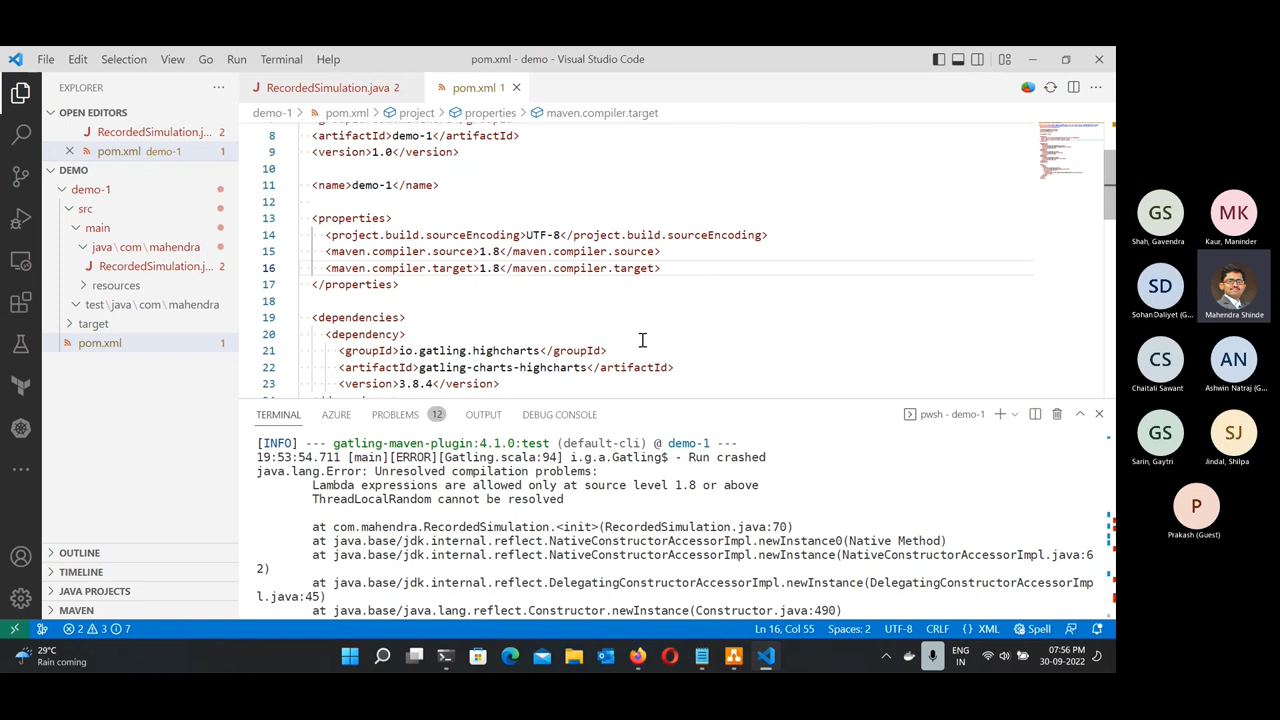 File Edit Selection View Go Run Terminal Help
pom.xml - demo - Visual Studio Code
EXPLORER
OPEN EDITORS
RecordedSimulation.j... 2
pom.xml demo-1 1
DEMO
demo-1
src
main
java\com\mahendra
RecordedSimulation.j... 2
resources
test\java\com\mahendra
target
pom.xml 1
OUTLINE
TIMELINE
JAVA PROJECTS
MAVEN
RecordedSimulation.java 2
pom.xml 1
demo-1 > pom.xml > project > properties > maven.compiler.target
8 <artifactId>demo-1</artifactId>
9 <version>1.0</version>
10
11 <name>demo-1</name>
12
13 <properties>
14 <project.build.sourceEncoding>UTF-8</project.build.sourceEncoding>
15 <maven.compiler.source>1.8</maven.compiler.source>
16 <maven.compiler.target>1.8</maven.compiler.target>
17 </properties>
18
19 <dependencies>
20 <dependency>
21 <groupId>io.gatling.highcharts</groupId>
22 <artifactId>gatling-charts-highcharts</artifactId>
23 <version>3.8.4</version>
TERMINAL AZURE PROBLEMS 12 OUTPUT DEBUG CONSOLE
pwsh - demo-1
[INFO] --- gatling-maven-plugin:4.1.0:test (default-cli) @ demo-1 ---
19:53:54.711 [main][ERROR][Gatling.scala:94] i.g.a.Gatling$ - Run crashed
java.lang.Error: Unresolved compilation problems:
Lambda expressions are allowed only at source level 1.8 or above
ThreadLocalRandom cannot be resolved
at com.mahendra.RecordedSimulation.<init>(RecordedSimulation.java:70)
at java.base/jdk.internal.reflect.NativeConstructorAccessorImpl.newInstance0(Native Method)
at java.base/jdk.internal.reflect.NativeConstructorAccessorImpl.newInstance(NativeConstructorAccessorImpl.java:6
2)
at java.base/jdk.internal.reflect.DelegatingConstructorAccessorImpl.newInstance(DelegatingConstructorAccessorImp
l.java:45)
at java.base/java.lang.reflect.Constructor.newInstance(Constructor.java:490)
2 3 7
Ln 16, Col 55 Spaces: 2 UTF-8 CRLF {} XML Spell
29°C
Rain coming
ENG
IN
07:56 PM
30-09-2022
GS
Shah, Gavendra
MK
Kaur, Maninder
SD
Sohan Daliyet (G...
Mahendra Shinde
CS
Chaitali Sawant
AN
Ashwin Natraj (G...
GS
Sarin, Gaytri
SJ
Jindal, Shilpa
P
Prakash (Guest)